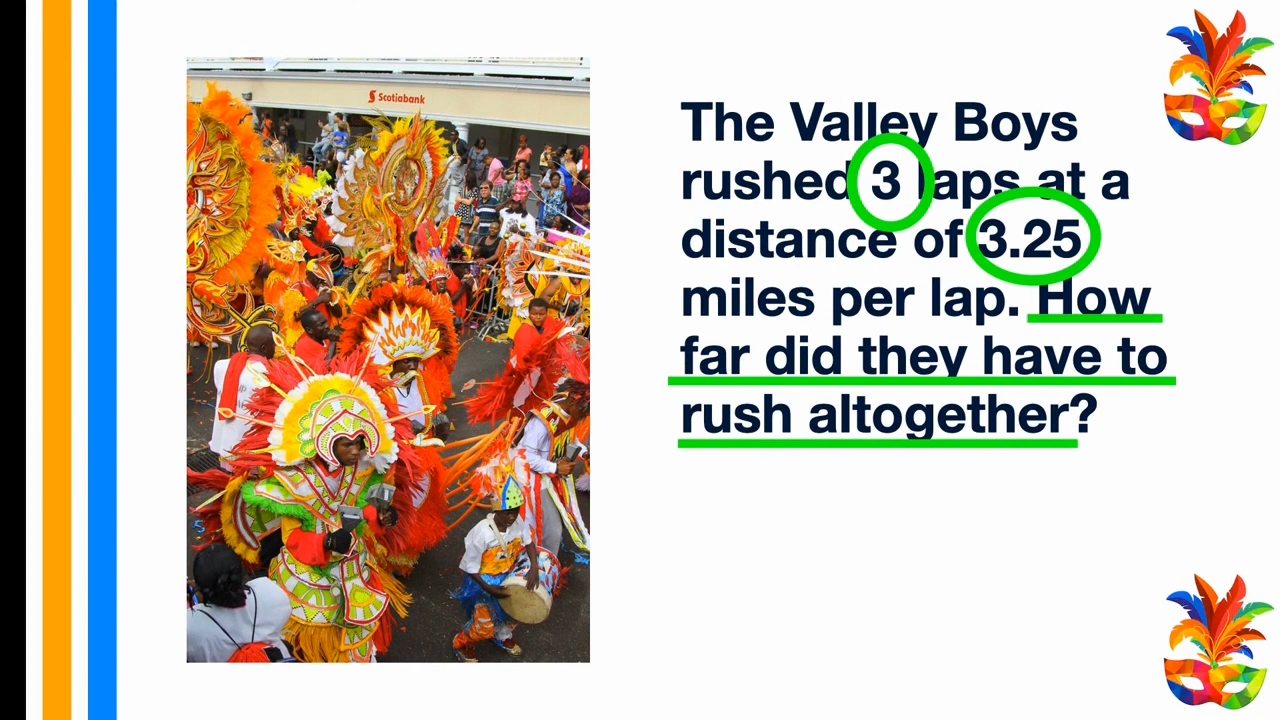 Scotiabank
The Valley Boys
rushed 3 laps at a
distance of 3.25
miles per lap. How
far did they have to
rush altogether?